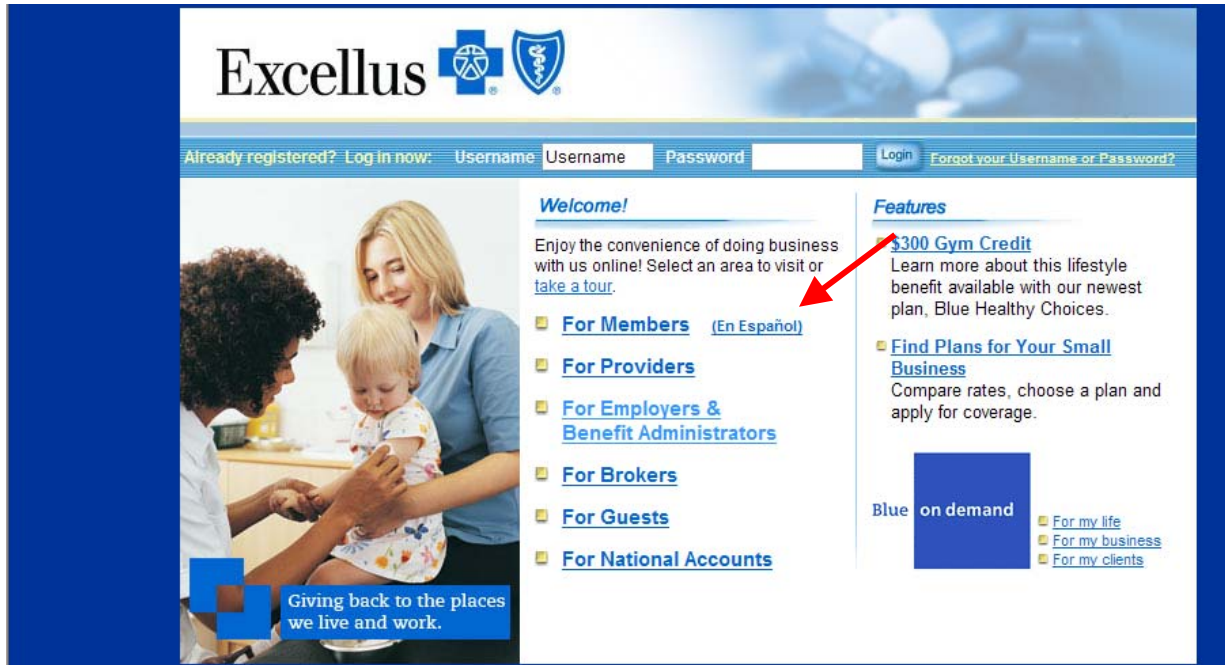 Excellus
Already registered? Log in now: Username Username Password Login Forgot your Username or Password?
Welcome!
Enjoy the convenience of doing business
with us online! Select an area to visit or
take a tour.
For Members (En Español)
For Providers
For Employers &
Benefit Administrators
For Brokers
For Guests
For National Accounts
Features
$300 Gym Credit
Learn more about this lifestyle
benefit available with our newest
plan, Blue Healthy Choices.
Find Plans for Your Small
Business
Compare rates, choose a plan and
apply for coverage.
Blue on demand
For my life
For my business
For my clients
Giving back to the places
we live and work.